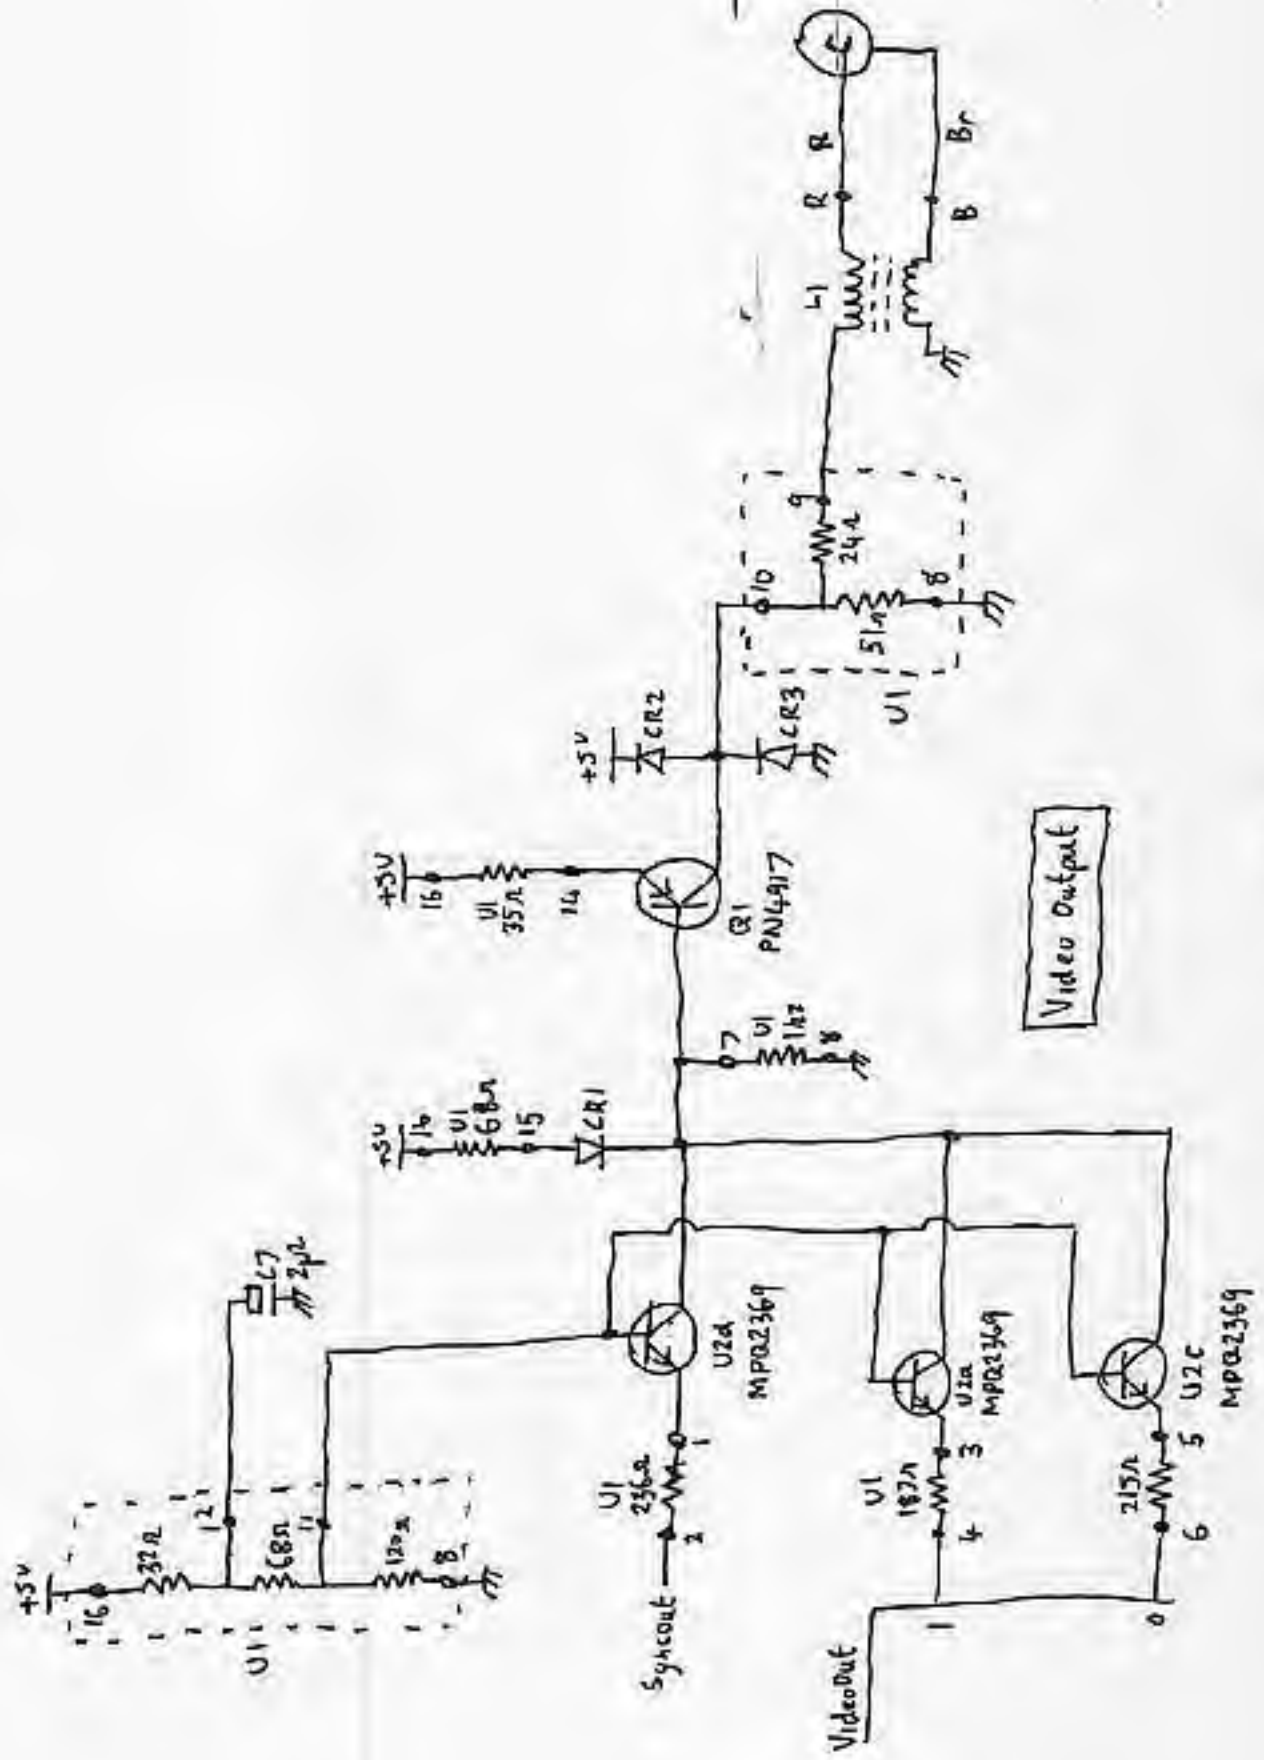 +5V
16
32Ω
12
68Ω
11
120Ω
8
U1
C7
2μ2
Syncout
2
U1
236Ω
1
U2d
MPQ2369
VideoOut
1
4
U1
187Ω
3
U2a
MPQ2369
0
6
215Ω
5
U2C
MPQ2369
+5V
16
U1
68Ω
15
CR1
7
U1
1k2
8
+5V
16
U1
35Ω
14
Q1
PN4917
+5V
CR2
CR3
10
9
24Ω
51Ω
8
U1
L1
R
R
B
Br
Video Output